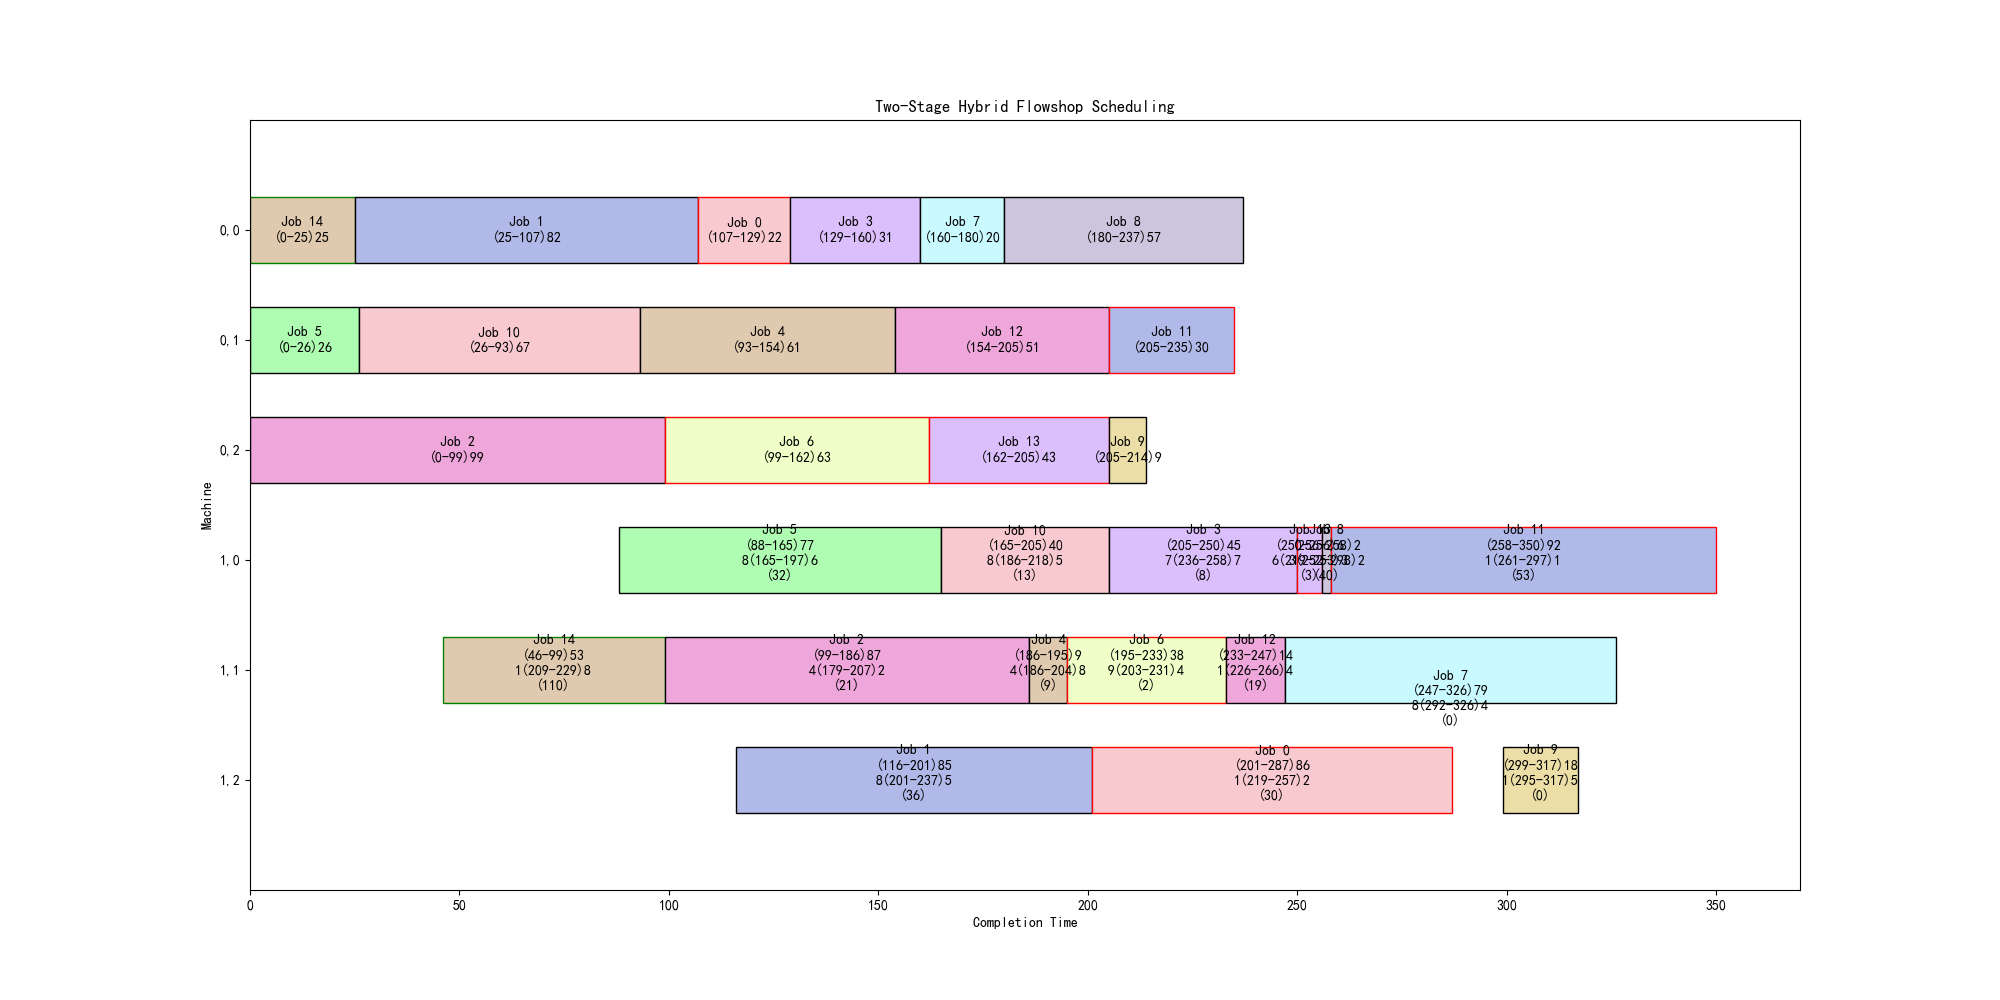 Two-Stage Hybrid Flowshop Scheduling
Machine
0,0
Job 14
(0-25)25
Job 1
(25-107)82
Job 0
(107-129)22
Job 3
(129-160)31
Job 7
(160-180)20
Job 8
(180-237)57
0,1
Job 5
(0-26)26
Job 10
(26-93)67
Job 4
(93-154)61
Job 12
(154-205)51
Job 11
(205-235)30
0,2
Job 2
(0-99)99
Job 6
(99-162)63
Job 13
(162-205)43
Job 9
(205-214)9
1,0
Job 5
(88-165)77
8(165-197)6
(32)
Job 10
(165-205)40
8(186-218)5
(13)
Job 3
(205-250)45
7(236-258)7
(8)
Job 13
(3)
Job 8
(40)
Job 11
(258-350)92
1(261-297)1
(53)
1,1
Job 14
(46-99)53
1(209-229)8
(110)
Job 2
(99-186)87
4(179-207)2
(21)
Job 4
(186-195)9
4(186-204)8
(9)
Job 6
(195-233)38
9(203-231)4
(2)
Job 12
(233-247)14
1(226-266)4
(19)
Job 7
(247-326)79
8(292-326)4
(0)
1,2
Job 1
(116-201)85
8(201-237)5
(36)
Job 0
(201-287)86
1(219-257)2
(30)
Job 9
(299-317)18
1(295-317)5
(0)
0
50
100
150
200
250
300
350
Completion Time